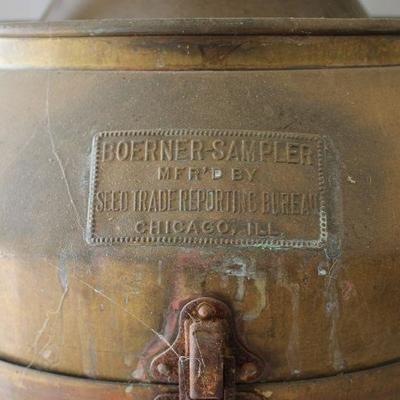 BOERNER-SAMPLER
MFR'D BY
SEED TRADE REPORTING BUREAU
CHICAGO, ILL.